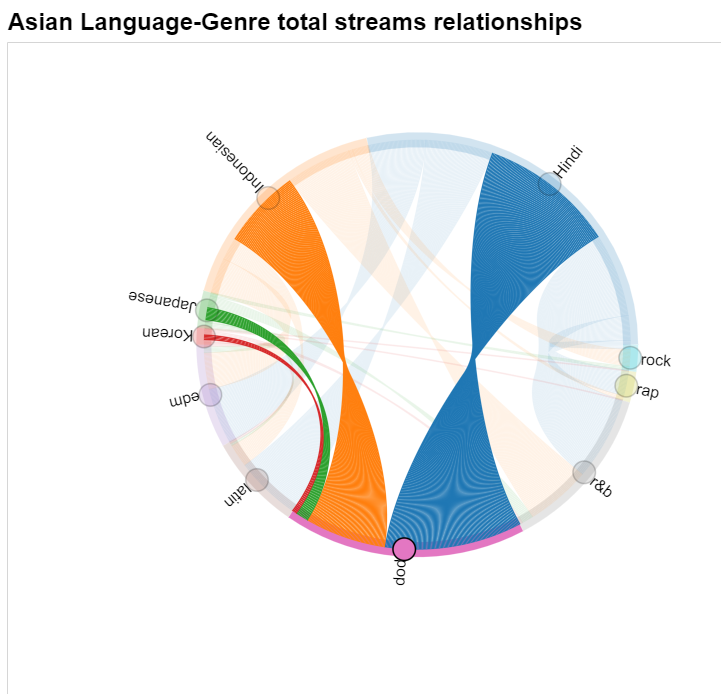 Asian Language-Genre total streams relationships
Indonesian
Hindi
Japanese
Korean
edm
latin
pop
r&b
rap
rock